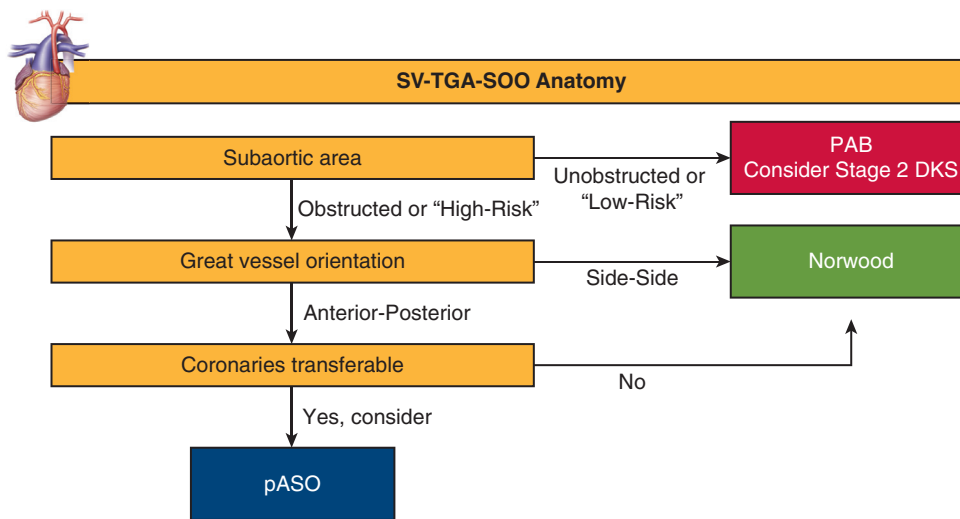 SV-TGA-SOO Anatomy
Subaortic area
PAB
Consider Stage 2 DKS
Unobstructed or
“Low-Risk”
Obstructed or “High-Risk”
Great vessel orientation
Norwood
Side-Side
Anterior-Posterior
Coronaries transferable
No
Yes, consider
pASO